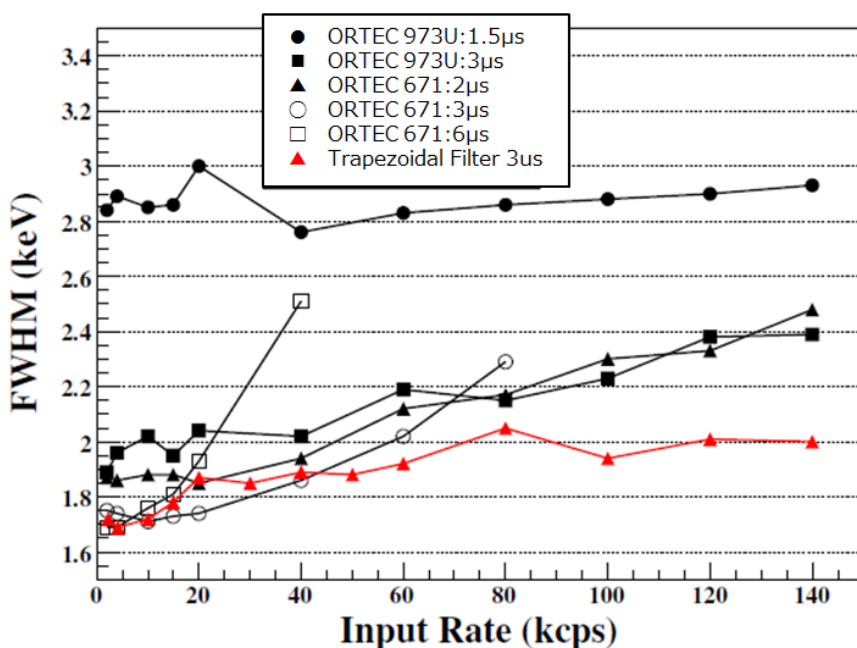 ORTEC 973U:1.5μs
ORTEC 973U:3μs
ORTEC 671:2μs
ORTEC 671:3μs
ORTEC 671:6μs
Trapezoidal Filter 3us
3.4
3.2
3
2.8
2.6
2.4
2.2
2
1.8
1.6
FWHM (keV)
0 20 40 60 80 100 120 140
Input Rate (kcps)